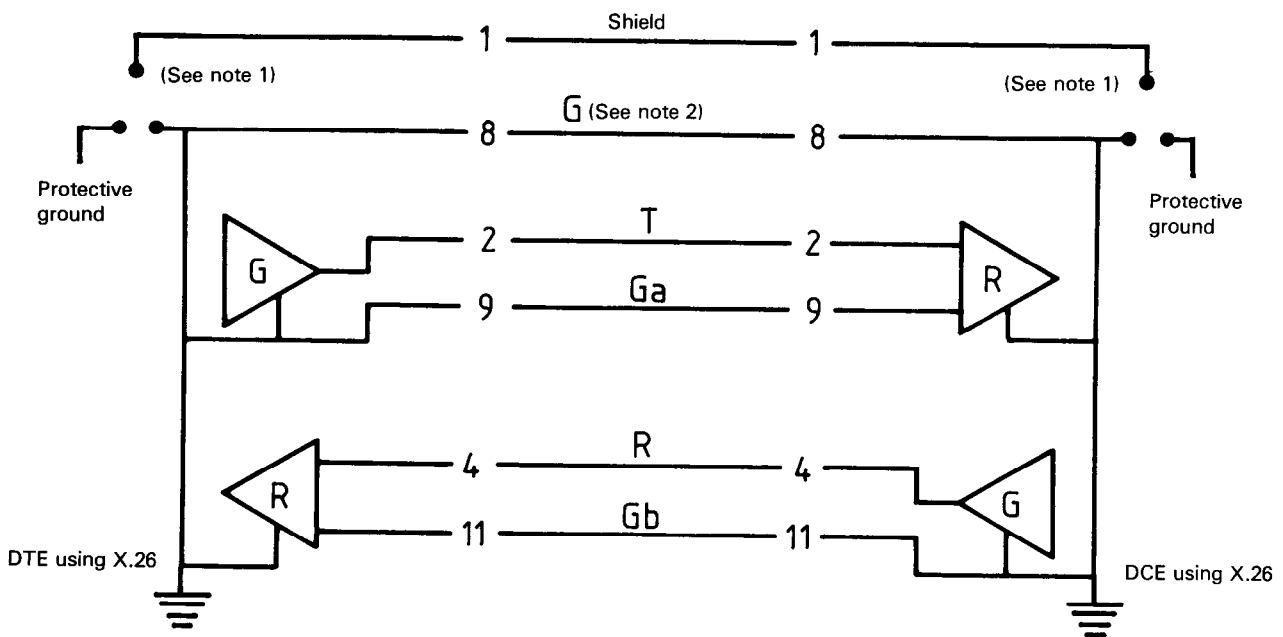 Shield
1 1
(See note 1) (See note 1)
G (See note 2)
8 8
Protective
ground
Protective
ground
T
2 2
G R
Ga
9 9
R
4 4
R G
Gb
11 11
DTE using X.26 DCE using X.26